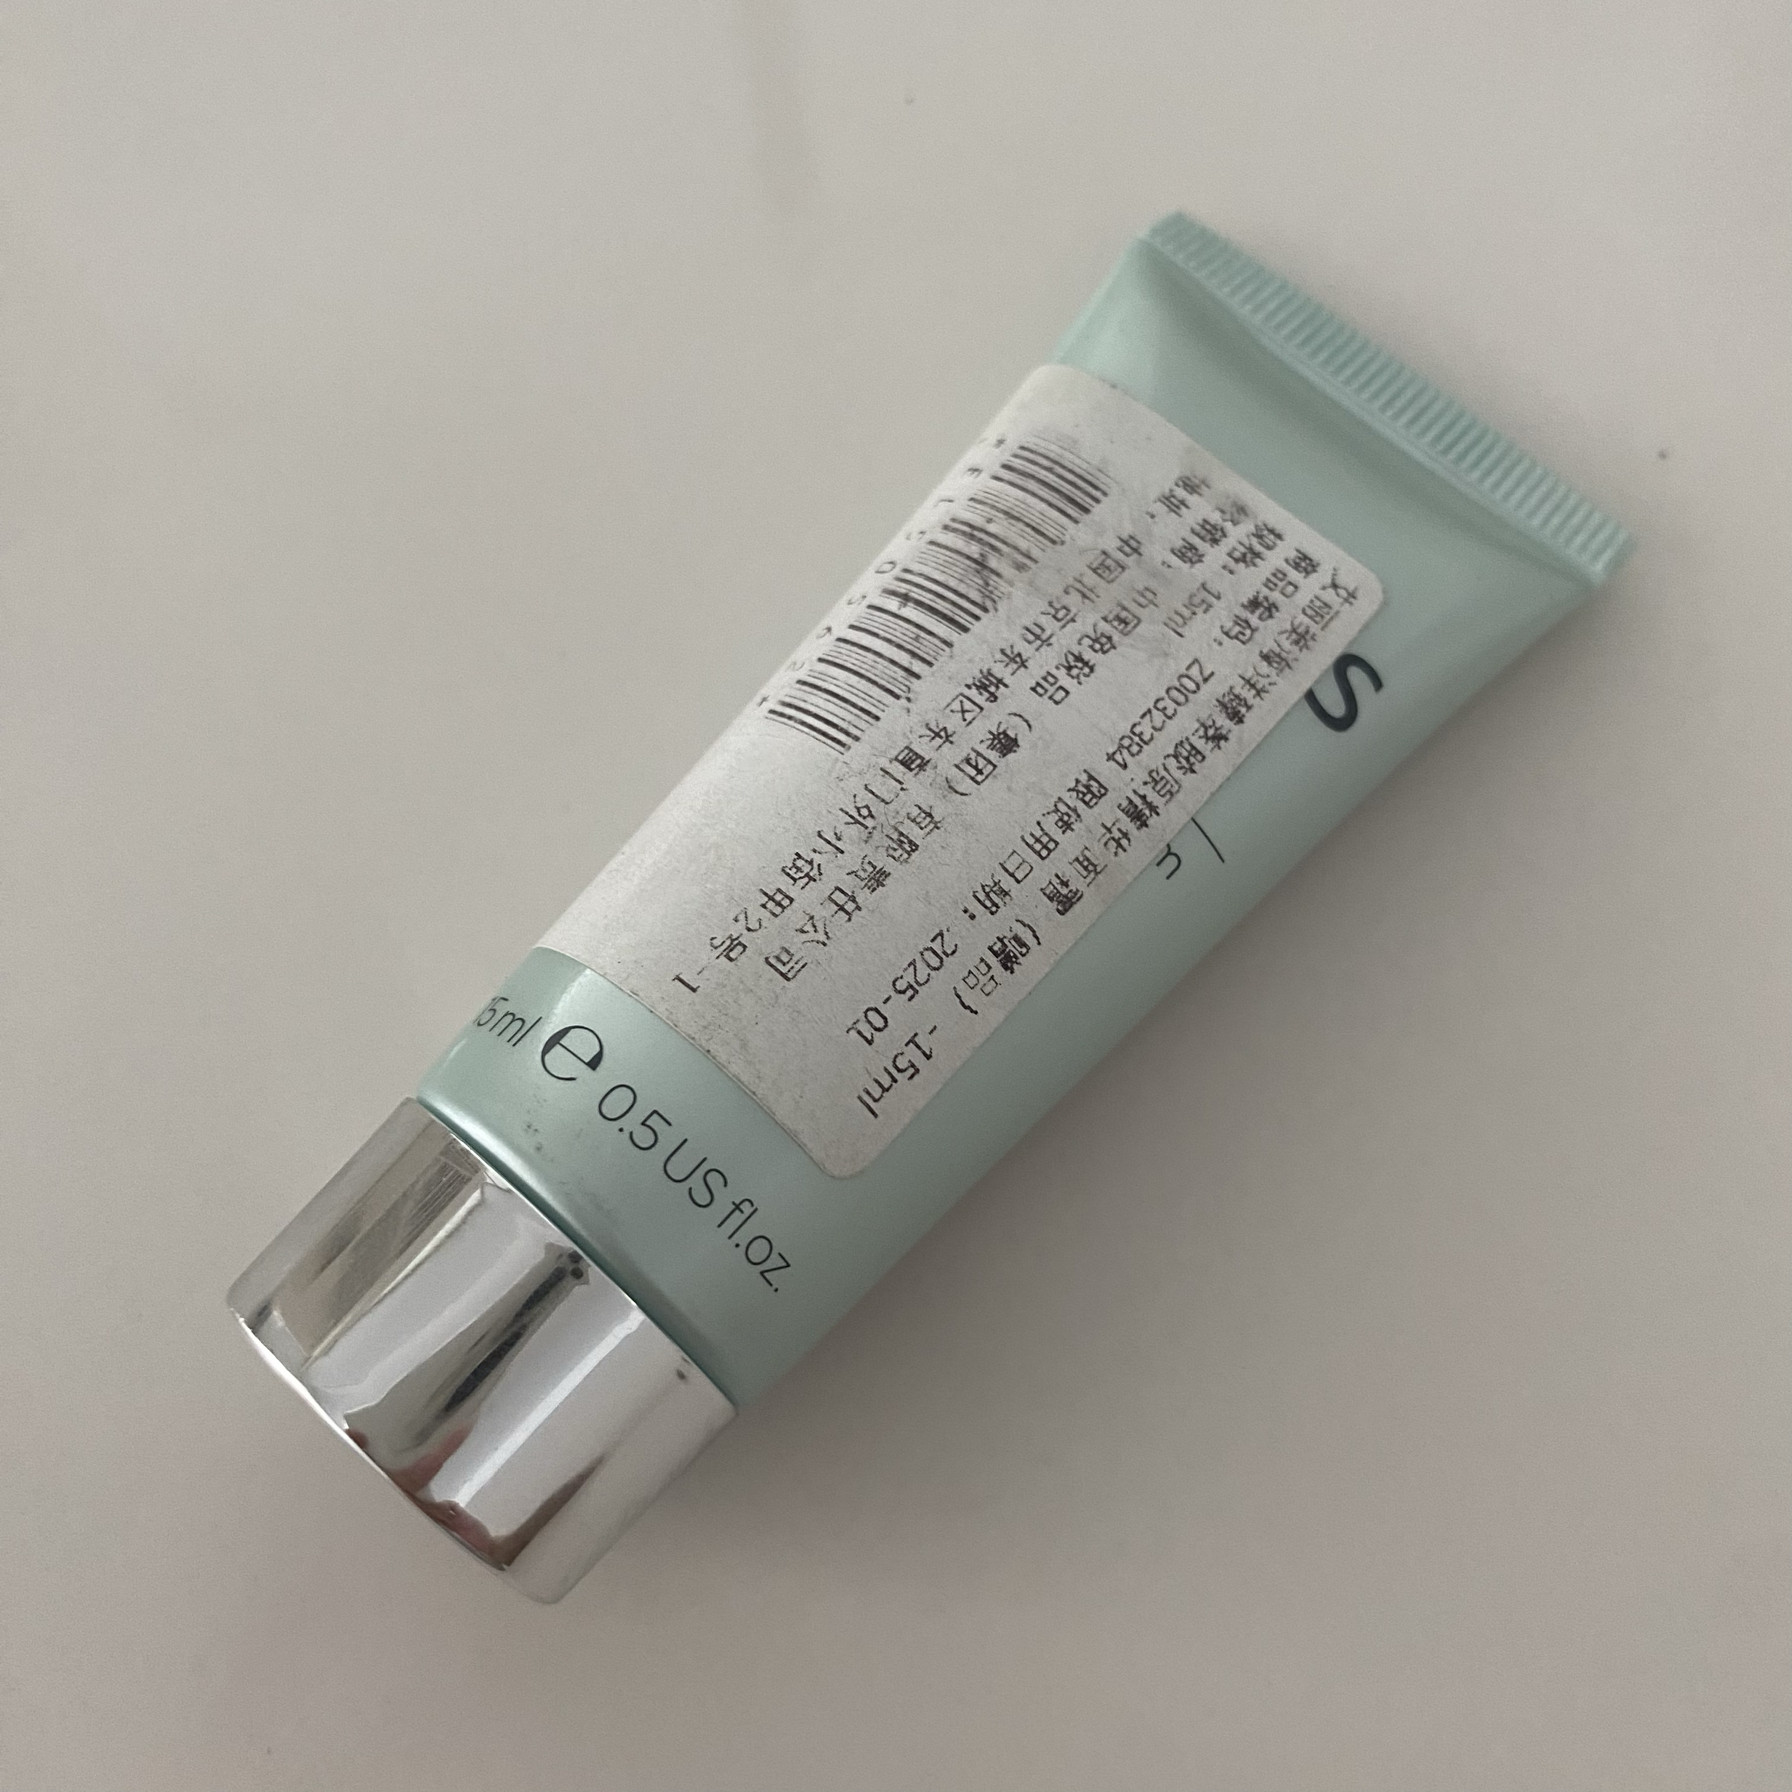 艾丽美海洋臻萃胶原精华面霜（赠品）-15ml
商品编码：Z00323384 限使用日期：2025-01
规格：15ml
经销商：中国免税品（集团）有限责任公司
地址：中国北京市东城区东直门外小街甲2号-1
S
15ml e 0.5 US fl.oz.